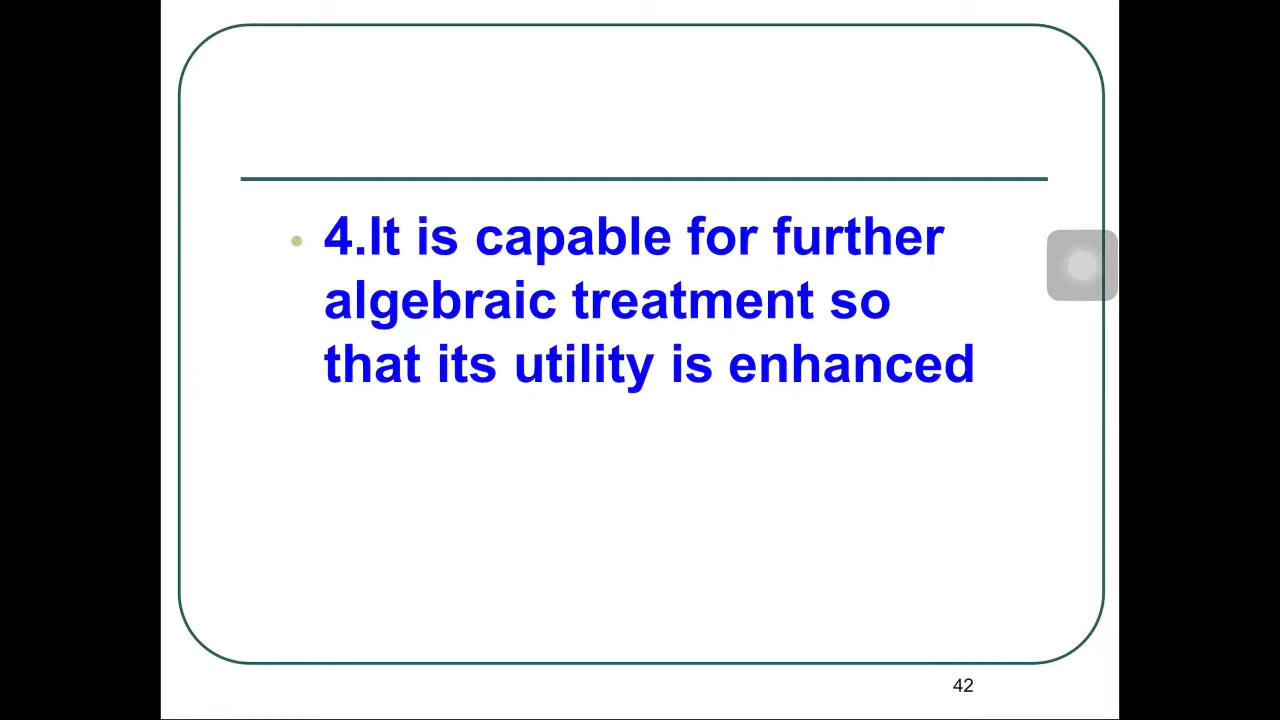 • 4.It is capable for further
algebraic treatment so
that its utility is enhanced
42